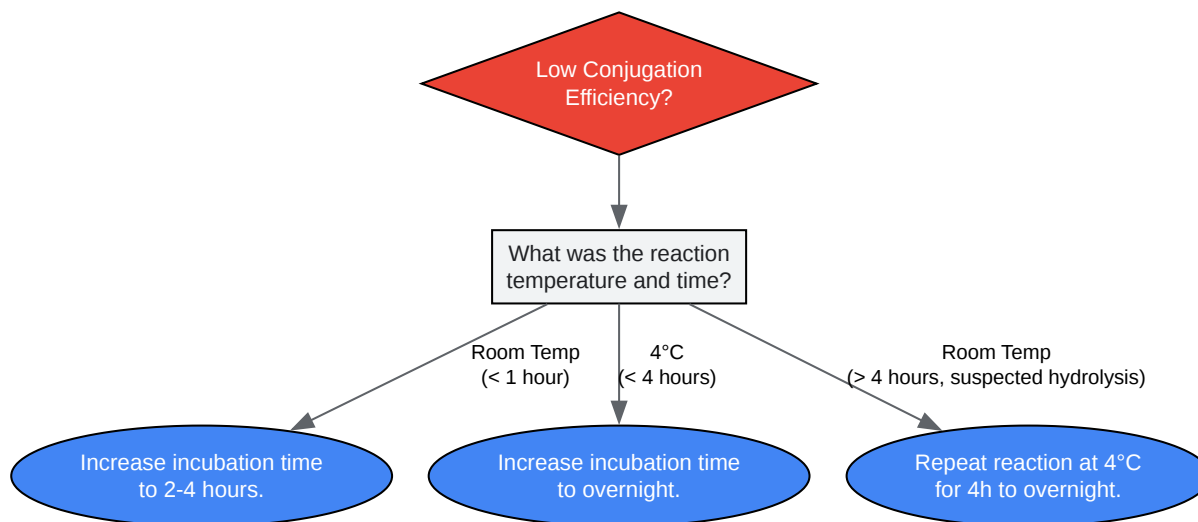 Low Conjugation
Efficiency?
What was the reaction
temperature and time?
Room Temp
(< 1 hour)
4°C
(< 4 hours)
Room Temp
(> 4 hours, suspected hydrolysis)
Increase incubation time
to 2-4 hours.
Increase incubation time
to overnight.
Repeat reaction at 4°C
for 4h to overnight.